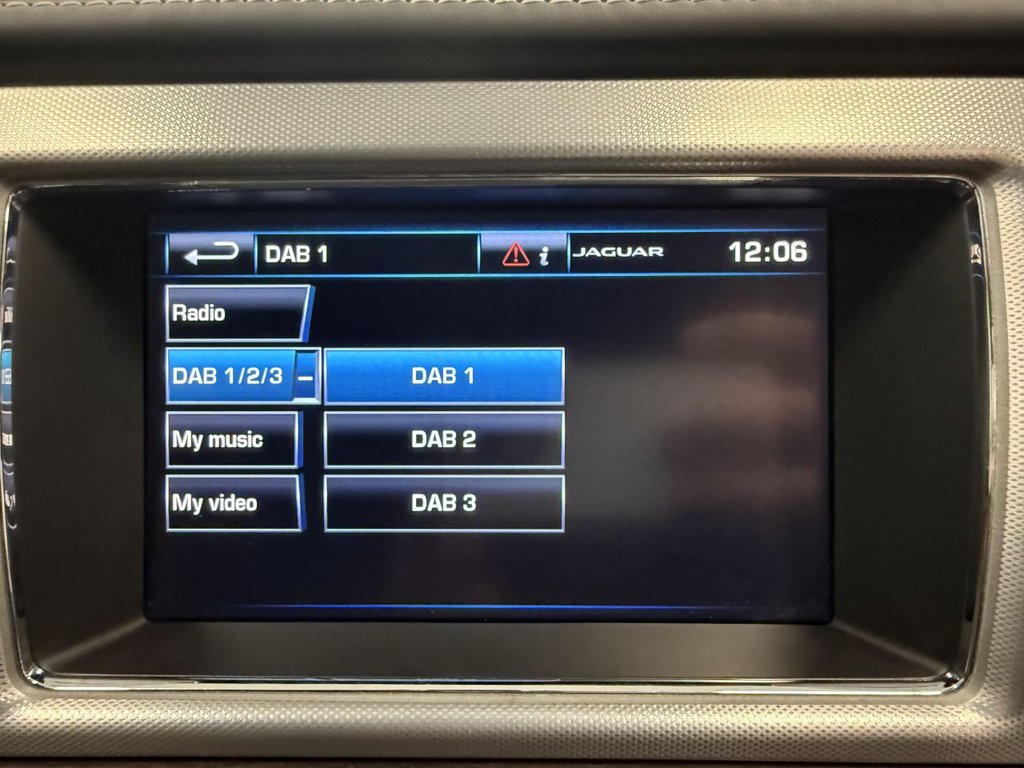 DAB 1
i
JAGUAR
12:06
Radio
DAB 1/2/3
DAB 1
My music
DAB 2
My video
DAB 3